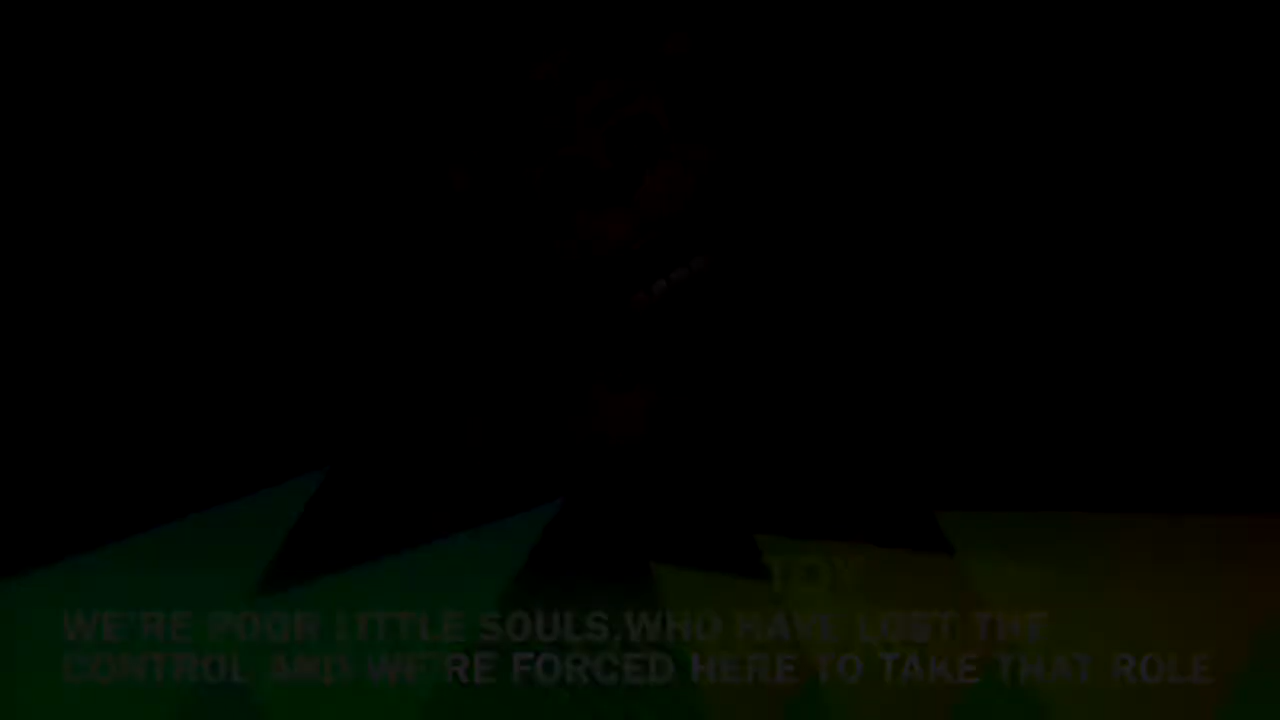 TOY
WE'RE POOR LITTLE SOULS, WHO HAVE LOST THE
CONTROL AND WE'RE FORCED HERE TO TAKE THAT ROLE